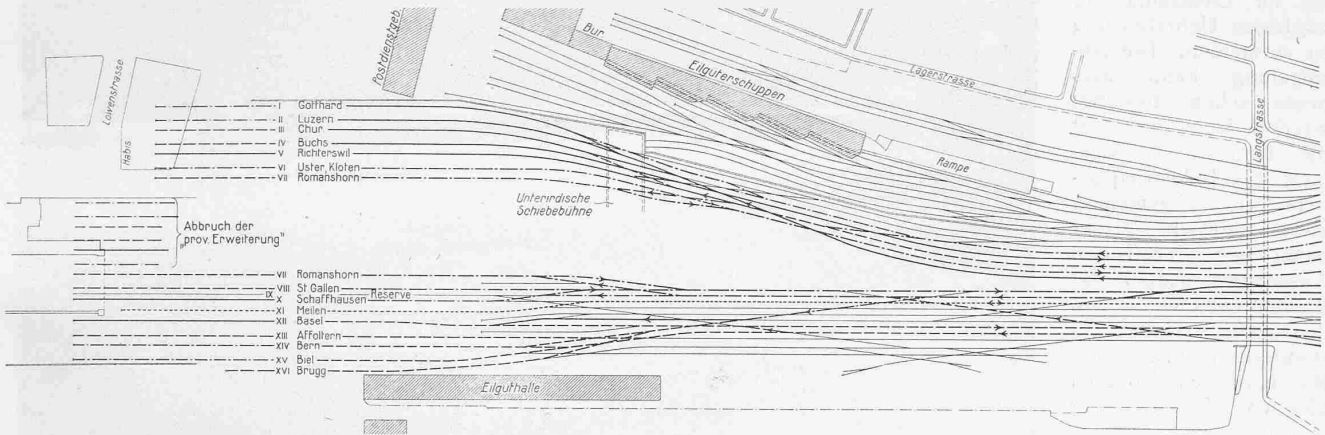 Postdienstgeb
Bur
Eilguterschuppen
Lagerstrasse
Langstrasse
Rampe
Löwenstrasse
Habis
I Gotthard
II Luzern
III Chur
IV Buchs
V Richterswil
VI Uster, Kloten
VII Romanshorn
Unterirdische
Schiebebühne
Abbruch der
„prov. Erweiterung"
VII Romanshorn
VIII St Gallen
IX Reserve
X Schaffhausen
XI Meilen
XII Basel
XIII Affoltern
XIV Bern
XV Biel
XVI Brugg
Eilguthalle